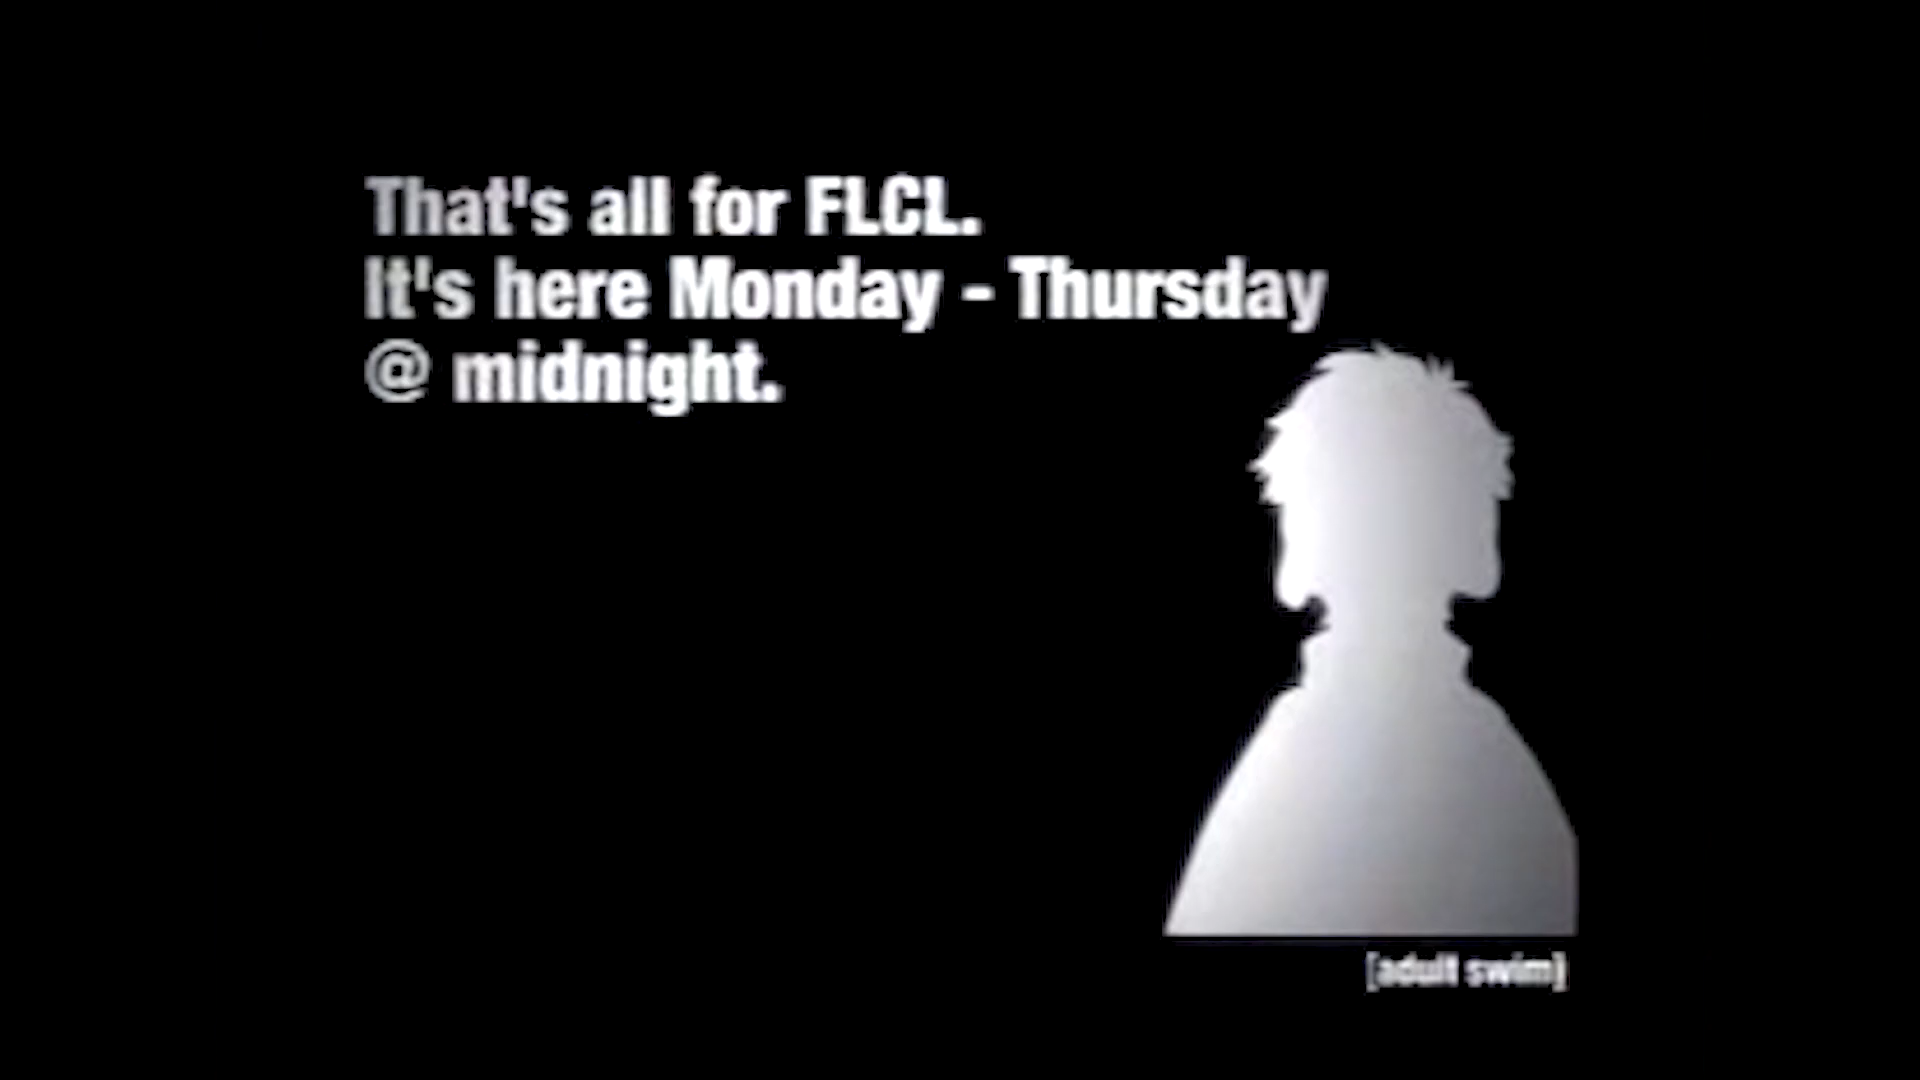 That's all for FLCL.
It's here Monday - Thursday
@ midnight.
[adult swim]